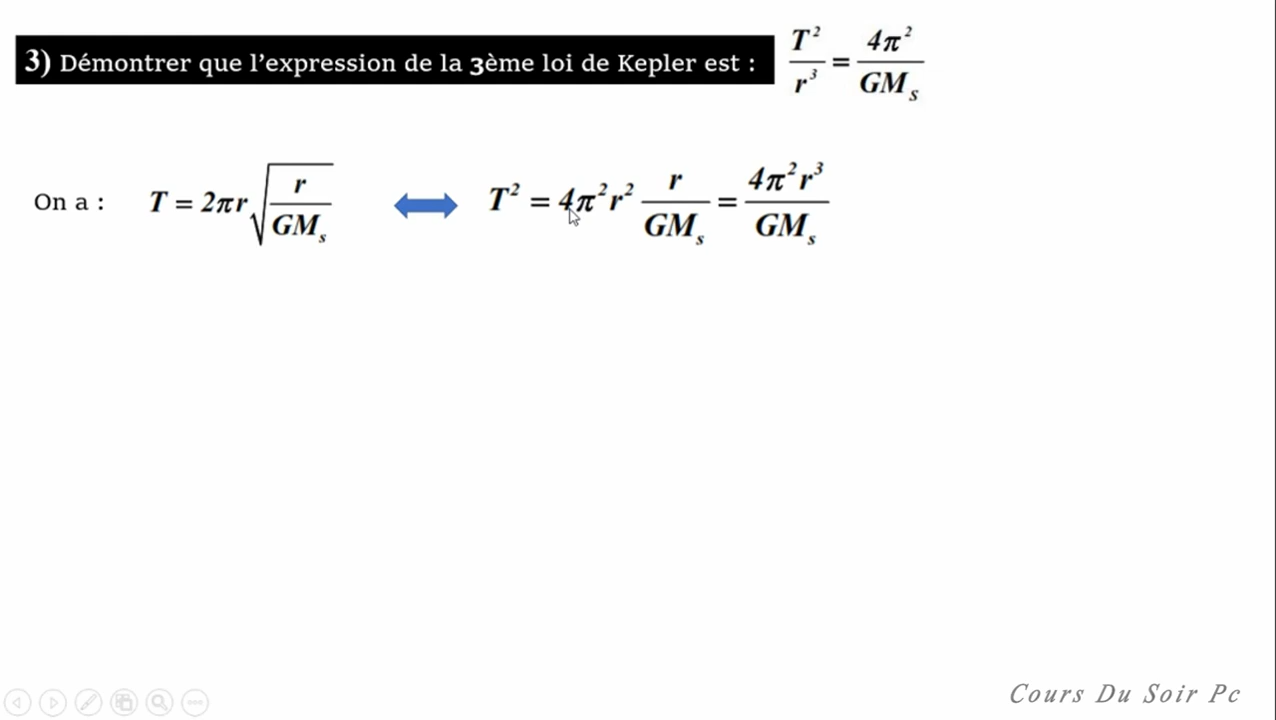 3) Démontrer que l'expression de la 3ème loi de Kepler est : T²/r³ = 4π²/GMₛ
On a : T = 2πr√(r/GMₛ) ⟺ T² = 4π²r² r/GMₛ = 4π²r³/GMₛ
Cours Du Soir Pc